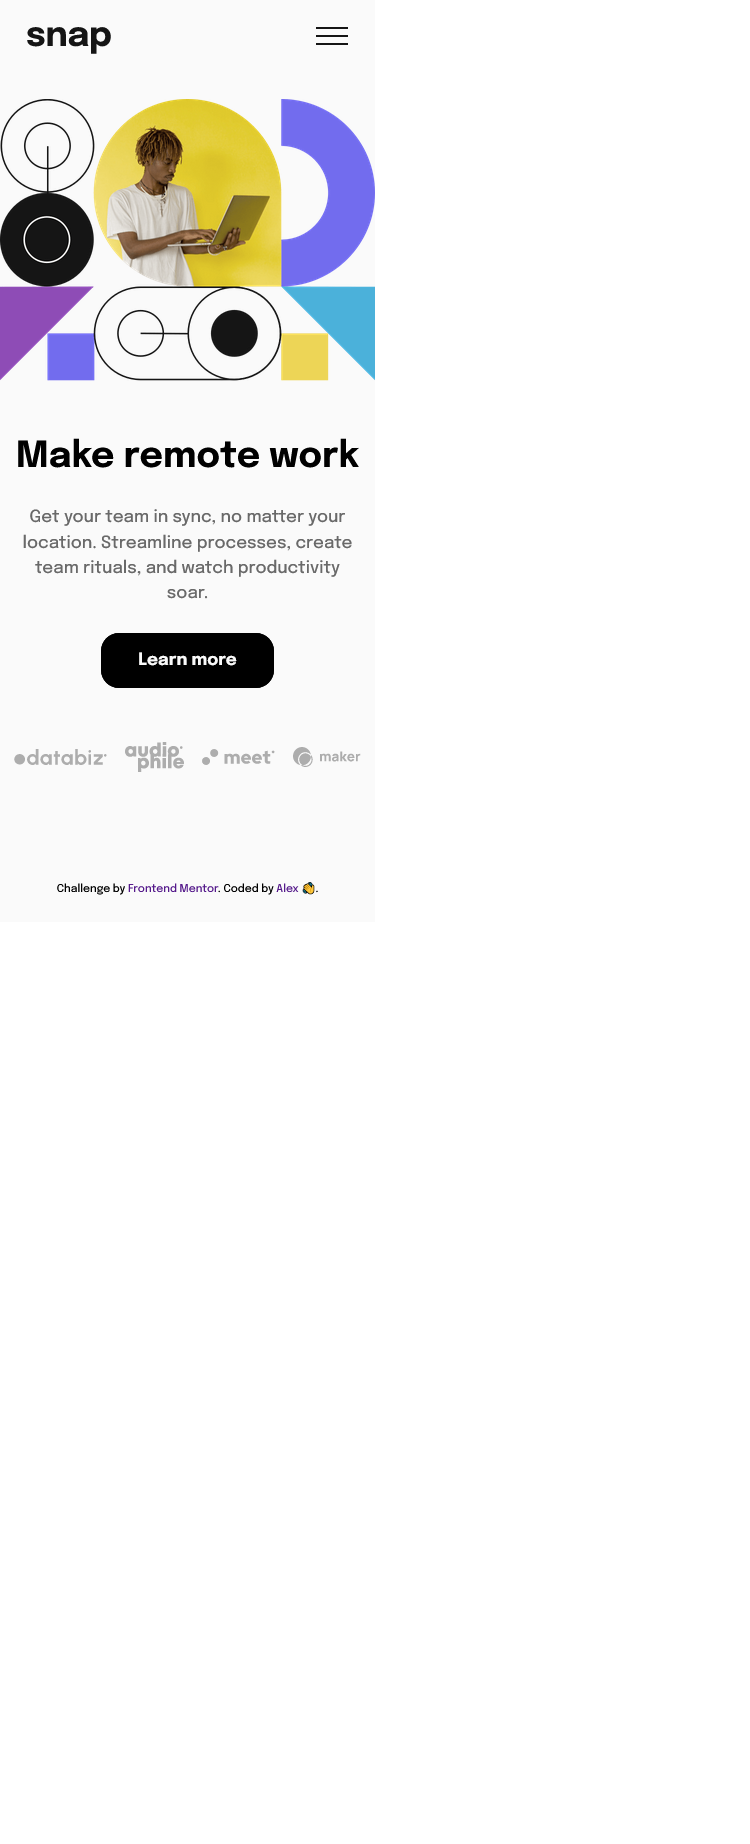 snap
Make remote work
Get your team in sync, no matter your
location. Streamline processes, create
team rituals, and watch productivity
soar.
Learn more
databiz audiophile meet maker
Challenge by Frontend Mentor. Coded by Alex .